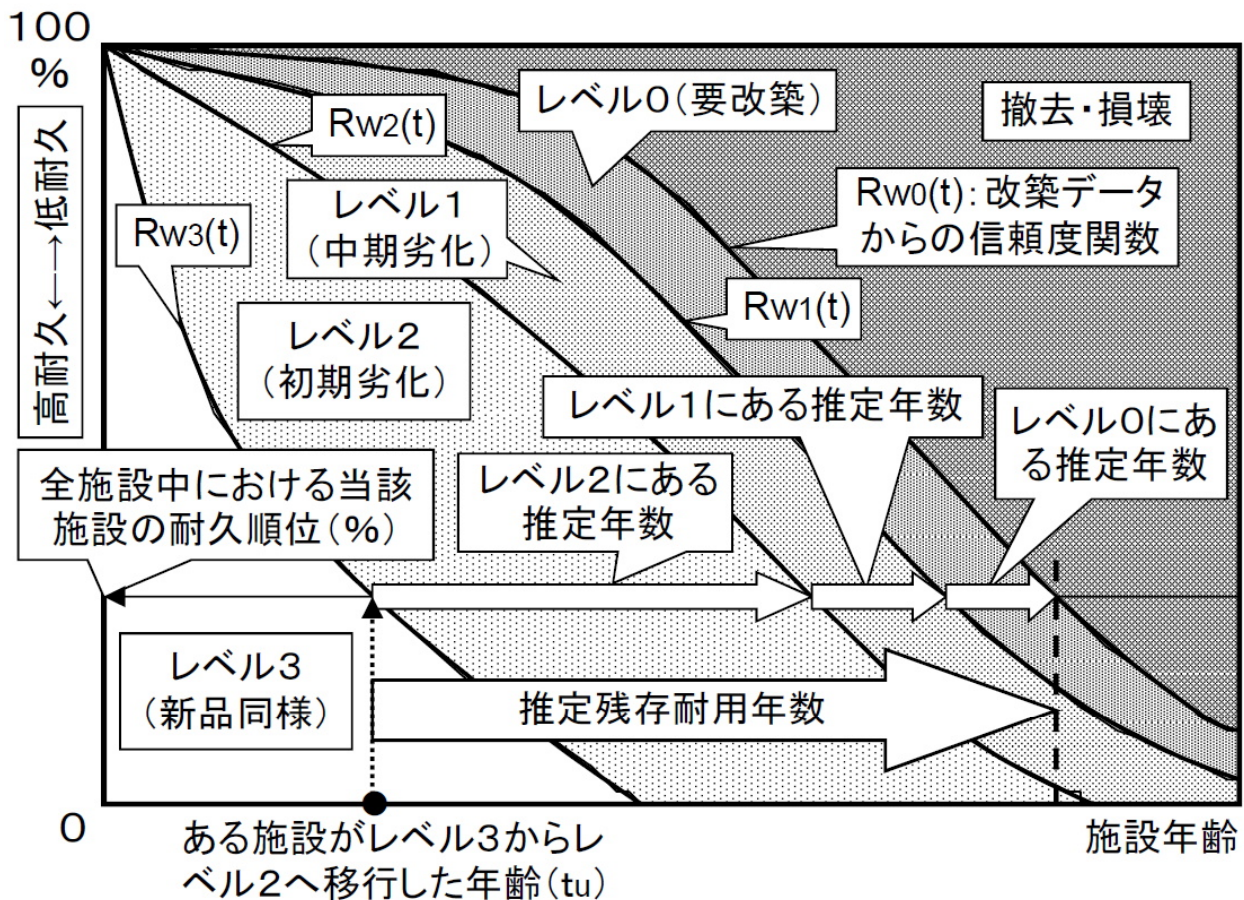 100
%
高耐久←→低耐久
0
レベル0(要改築)
撤去・損壊
RW2(t)
RW0(t):改築データ
からの信頼度関数
レベル1
(中期劣化)
RW3(t)
RW1(t)
レベル2
(初期劣化)
レベル1にある推定年数
レベル0にあ
る推定年数
全施設中における当該
施設の耐久順位(%)
レベル2にある
推定年数
レベル3
(新品同様)
推定残存耐用年数
ある施設がレベル3からレ
ベル2へ移行した年齢(tu)
施設年齢